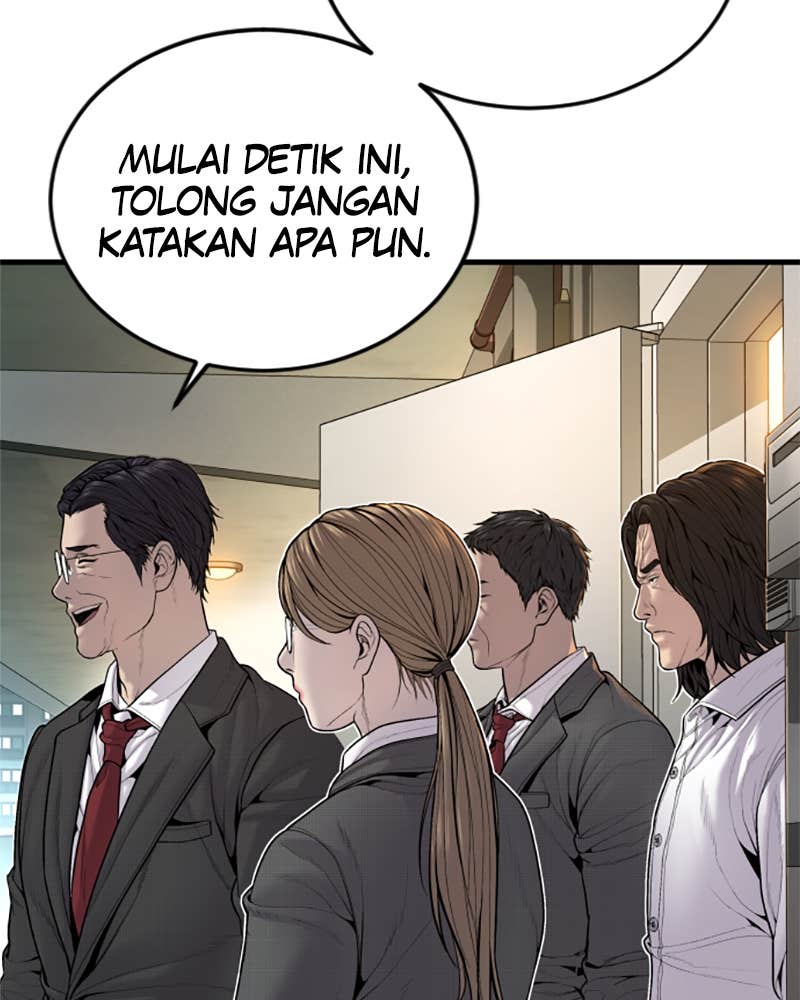 MULAI DETIK INI,
TOLONG JANGAN
KATAKAN APA PUN.